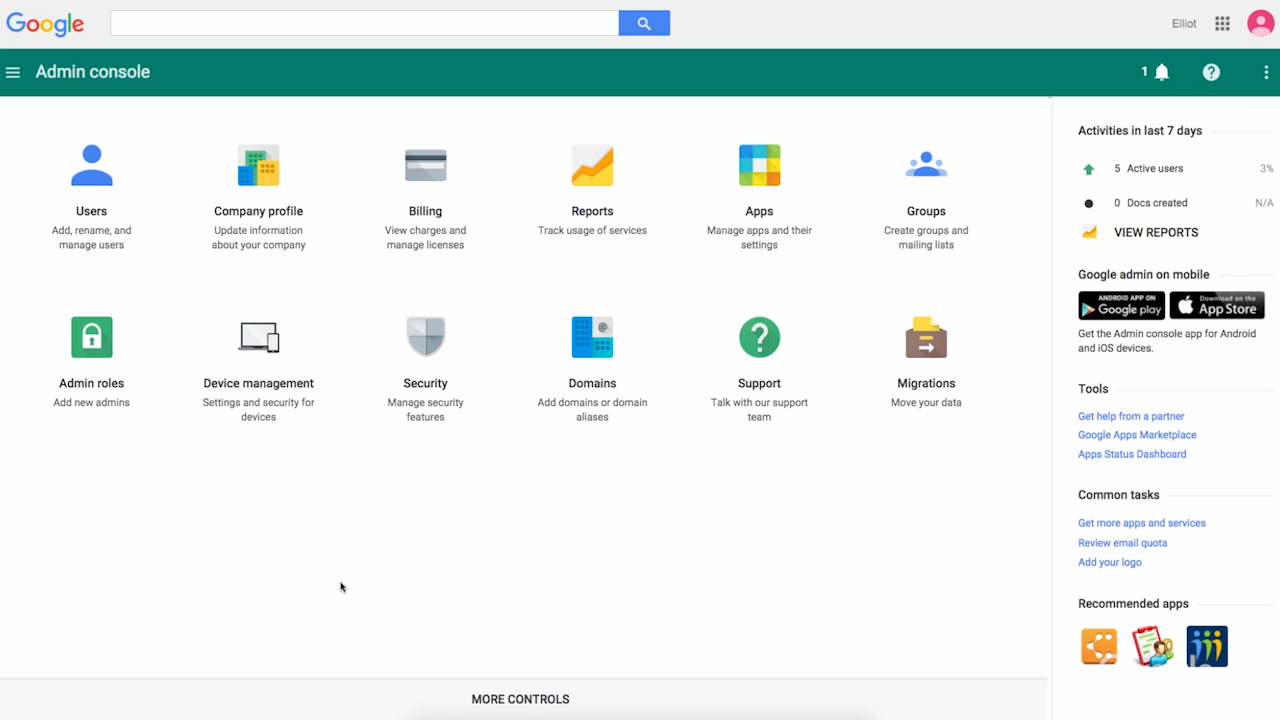 Google
Elliot
Admin console
1
Users
Add, rename, and
manage users
Company profile
Update information
about your company
Billing
View charges and
manage licenses
Reports
Track usage of services
Apps
Manage apps and their
settings
Groups
Create groups and
mailing lists
Admin roles
Add new admins
Device management
Settings and security for
devices
Security
Manage security
features
Domains
Add domains or domain
aliases
Support
Talk with our support
team
Migrations
Move your data
MORE CONTROLS
Activities in last 7 days
5 Active users 3%
0 Docs created N/A
VIEW REPORTS
Google admin on mobile
ANDROID APP ON
Google play
Download on the
App Store
Get the Admin console app for Android
and iOS devices.
Tools
Get help from a partner
Google Apps Marketplace
Apps Status Dashboard
Common tasks
Get more apps and services
Review email quota
Add your logo
Recommended apps